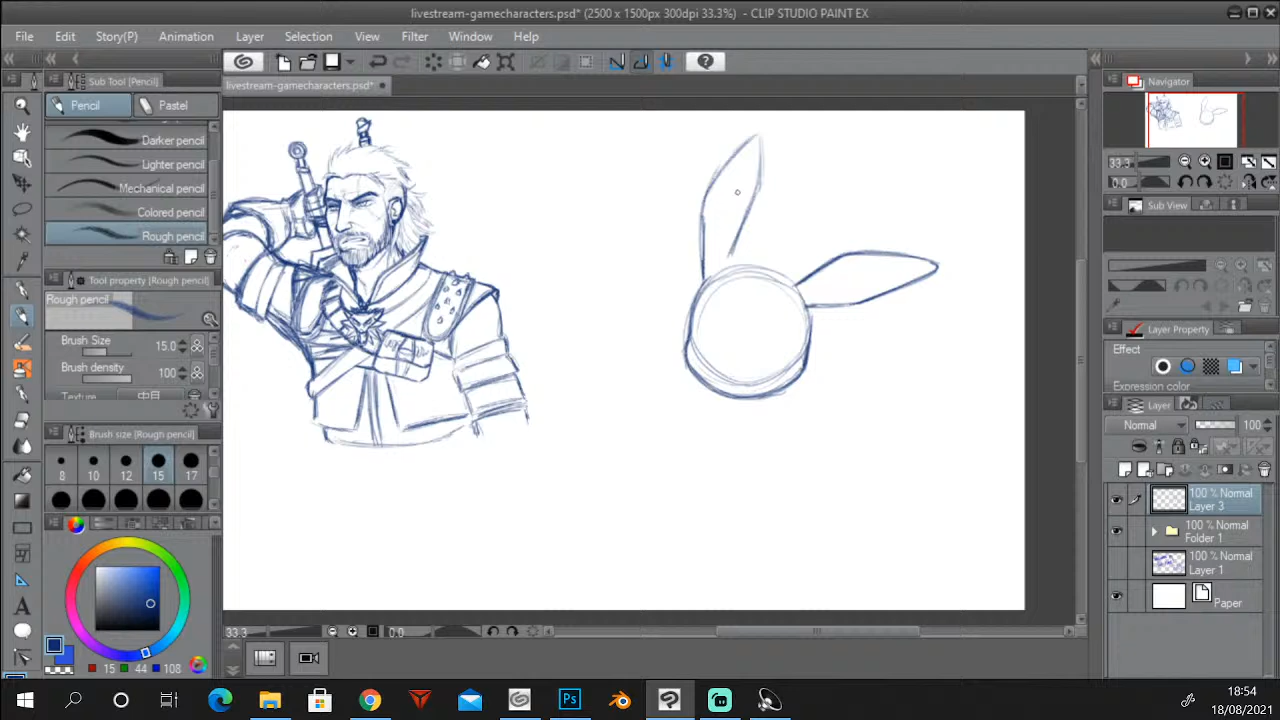 livestream-gamecharacters.psd* (2500 x 1500px 300dpi 33.3%) - CLIP STUDIO PAINT EX
File Edit Story(P) Animation Layer Selection View Filter Window Help
Sub Tool [Pencil]
livestream-gamecharacters.psd*
Navigator
Pencil Pastel
Darker pencil
Lighter pencil
Mechanical pencil
Colored pencil
Rough pencil
33.3
0.0
Sub View
Tool property [Rough pencil]
Rough pencil
Brush Size 15.0
Brush density 100
Texture 中目
Layer Property
Effect
Expression color
Layer
Normal 100
Brush size [Rough pencil]
8 10 12 15 17
100 % Normal
Layer 3
100 % Normal
Folder 1
100 % Normal
Layer 1
Paper
A
33.3 0.0
15 44 108
Ps
18:54
18/08/2021